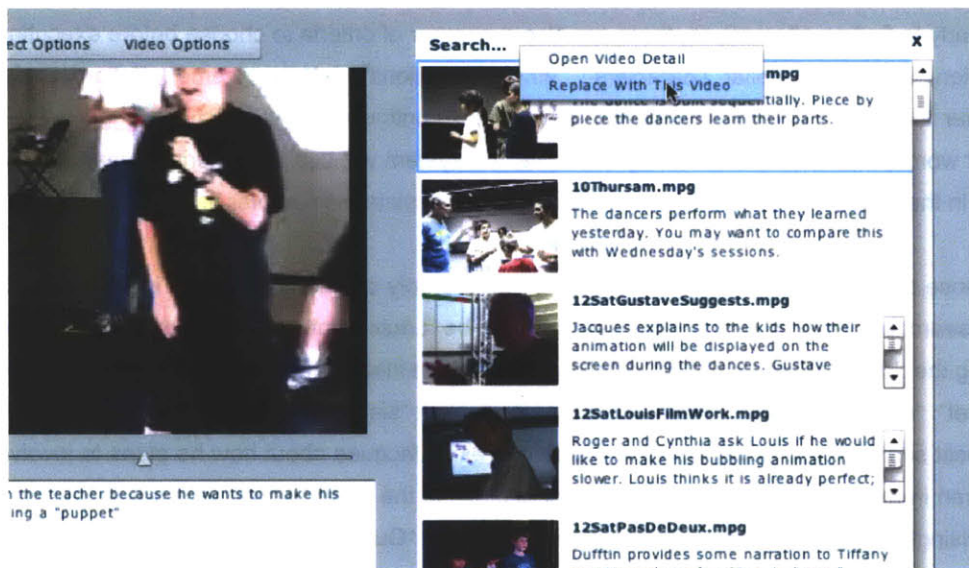 ect Options Video Options
Search... x
Open Video Detail
Replace With This Video
mpg
The dance is built sequentially. Piece by
piece the dancers learn their parts.
10Thursam.mpg
The dancers perform what they learned
yesterday. You may want to compare this
with Wednesday's sessions.
12SatGustaveSuggests.mpg
Jacques explains to the kids how their
animation will be displayed on the
screen during the dances. Gustave
12SatLouisFilmWork.mpg
Roger and Cynthia ask Louis if he would
like to make his bubbling animation
slower. Louis thinks it is already perfect;
12SatPasDeDeux.mpg
Dufftin provides some narration to Tiffany
the teacher because he wants to make his
ing a "puppet"